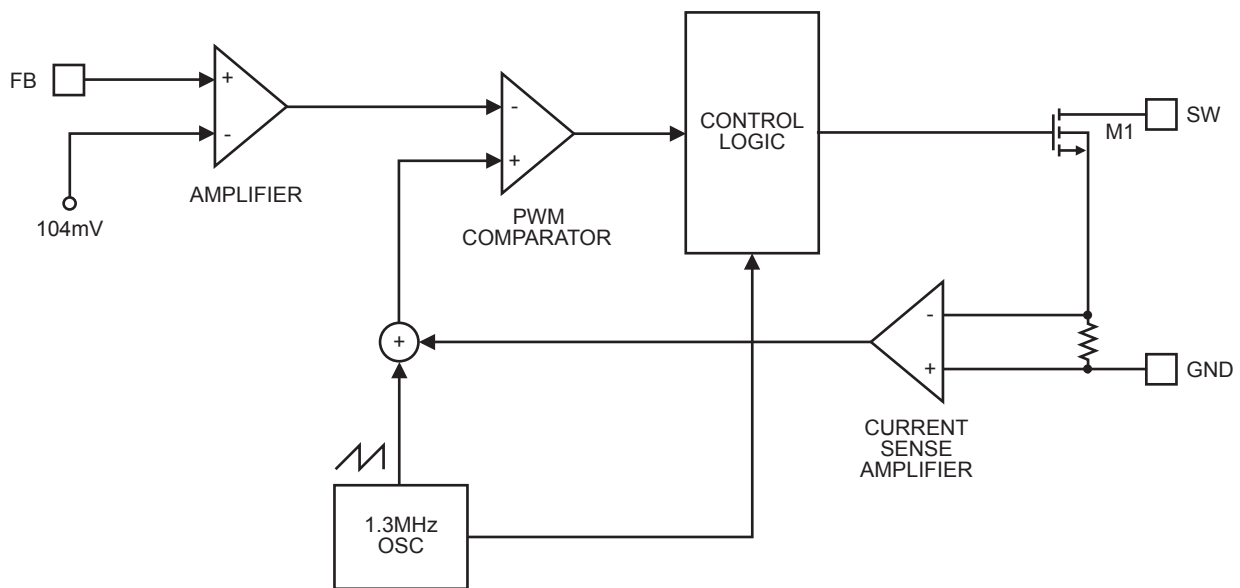 FB
+
-
104mV
AMPLIFIER
-
+
PWM
COMPARATOR
CONTROL
LOGIC
M1
SW
+
-
+
GND
CURRENT
SENSE
AMPLIFIER
1.3MHz
OSC